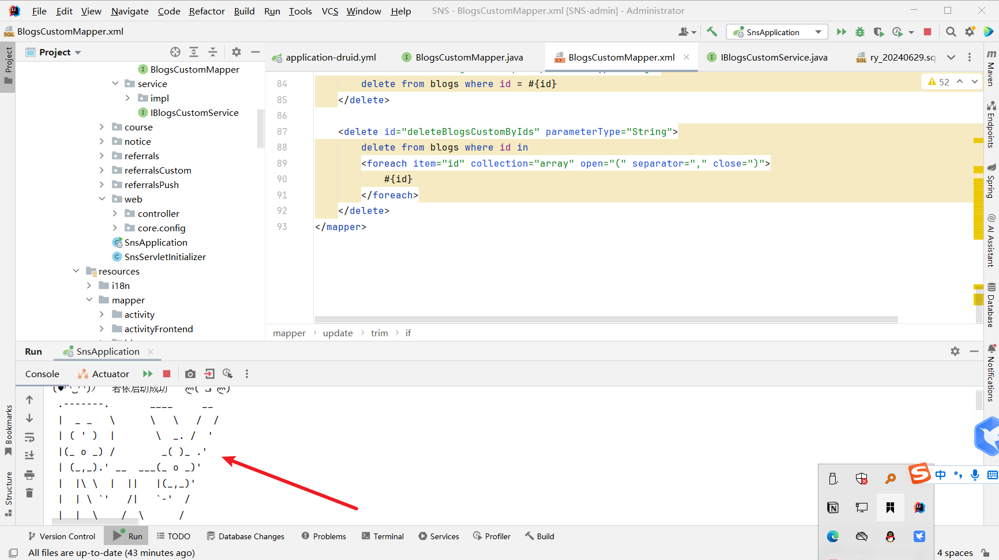 File Edit View Navigate Code Refactor Build Run Tools VCS Window Help SNS - BlogsCustomMapper.xml [SNS-admin] - Administrator
BlogsCustomMapper.xml
SnsApplication
Project
application-druid.yml BlogsCustomMapper.java BlogsCustomMapper.xml IBlogsCustomService.java ry_20240629.sq
BlogsCustomMapper
service
impl
IBlogsCustomService
course
notice
referrals
referralsCustom
referralsPush
web
controller
core.config
SnsApplication
SnsServletInitializer
resources
i18n
mapper
activity
activityFrontend
52
84 delete from blogs where id = #{id}
85 </delete>
86
87 <delete id="deleteBlogsCustomByIds" parameterType="String">
88 delete from blogs where id in
89 <foreach item="id" collection="array" open="(" separator="," close=")">
90 #{id}
91 </foreach>
92 </delete>
93 </mapper>
mapper › update › trim › if
Project
Bookmarks
Structure
Maven
Endpoints
Spring
AI Assistant
Database
Notifications
Run SnsApplication
Console Actuator
若依启动成功
.-------.       ____     __
|  _ _   \      \   \   /  /
| ( ' )  |       \  _. /  '
|(_ o _) /        _( )_ .'
| (_,_).' __  ___(_ o _)'
|  |\ \  |  ||   |(_,_)'
|  | \ `'   /|   `-'  /
|  |  \    /  \      /
中
Version Control Run TODO Database Changes Problems Terminal Services Profiler Build
All files are up-to-date (43 minutes ago)
4 spaces